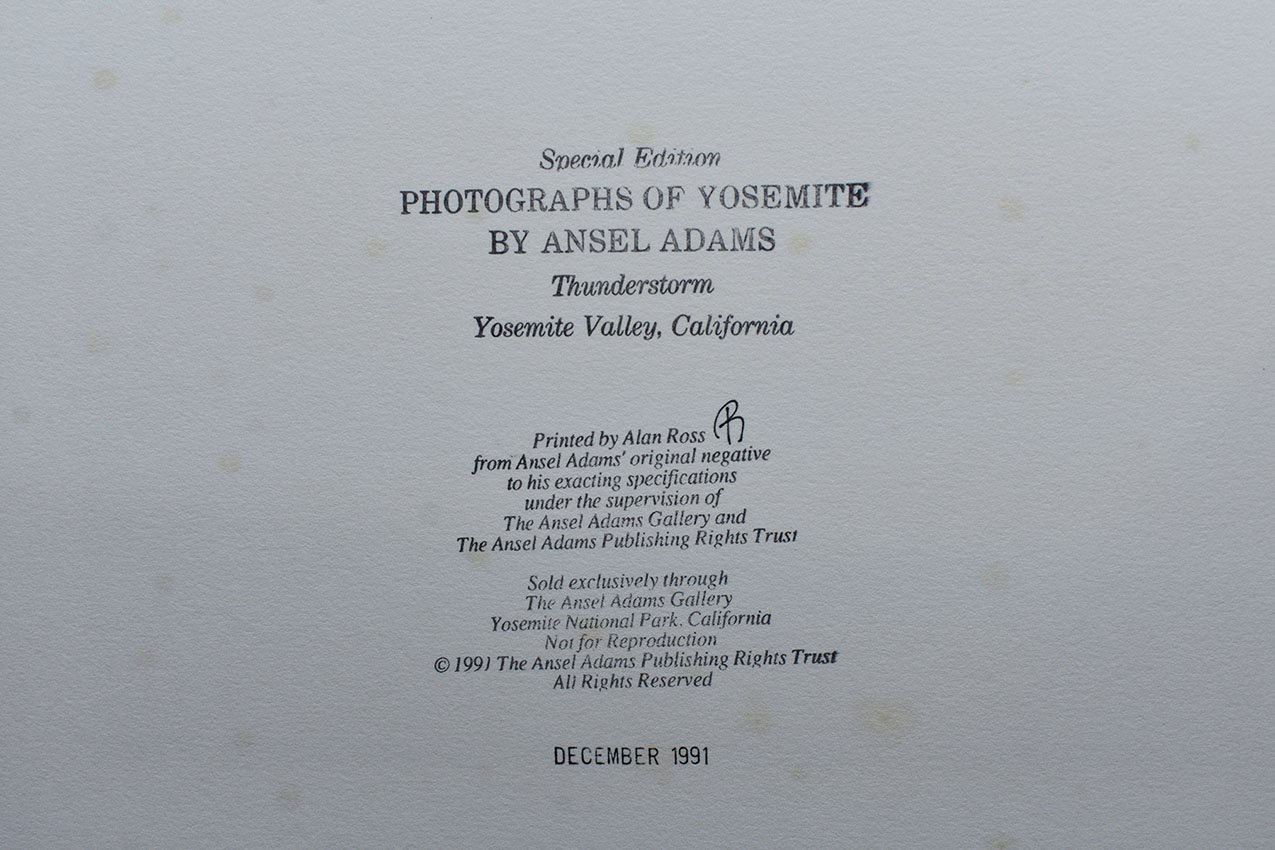 Special Edition
PHOTOGRAPHS OF YOSEMITE
BY ANSEL ADAMS
Thunderstorm
Yosemite Valley, California
Printed by Alan Ross
from Ansel Adams' original negative
to his exacting specifications
under the supervision of
The Ansel Adams Gallery and
The Ansel Adams Publishing Rights Trust
Sold exclusively through
The Ansel Adams Gallery
Yosemite National Park, California
Not for Reproduction
© 1991 The Ansel Adams Publishing Rights Trust
All Rights Reserved
DECEMBER 1991